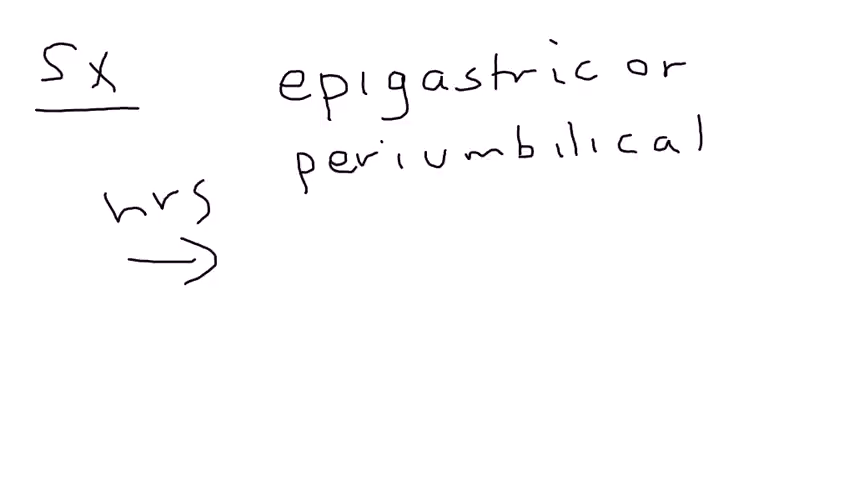 Sx
epigastric or
periumbilical
hrs
→